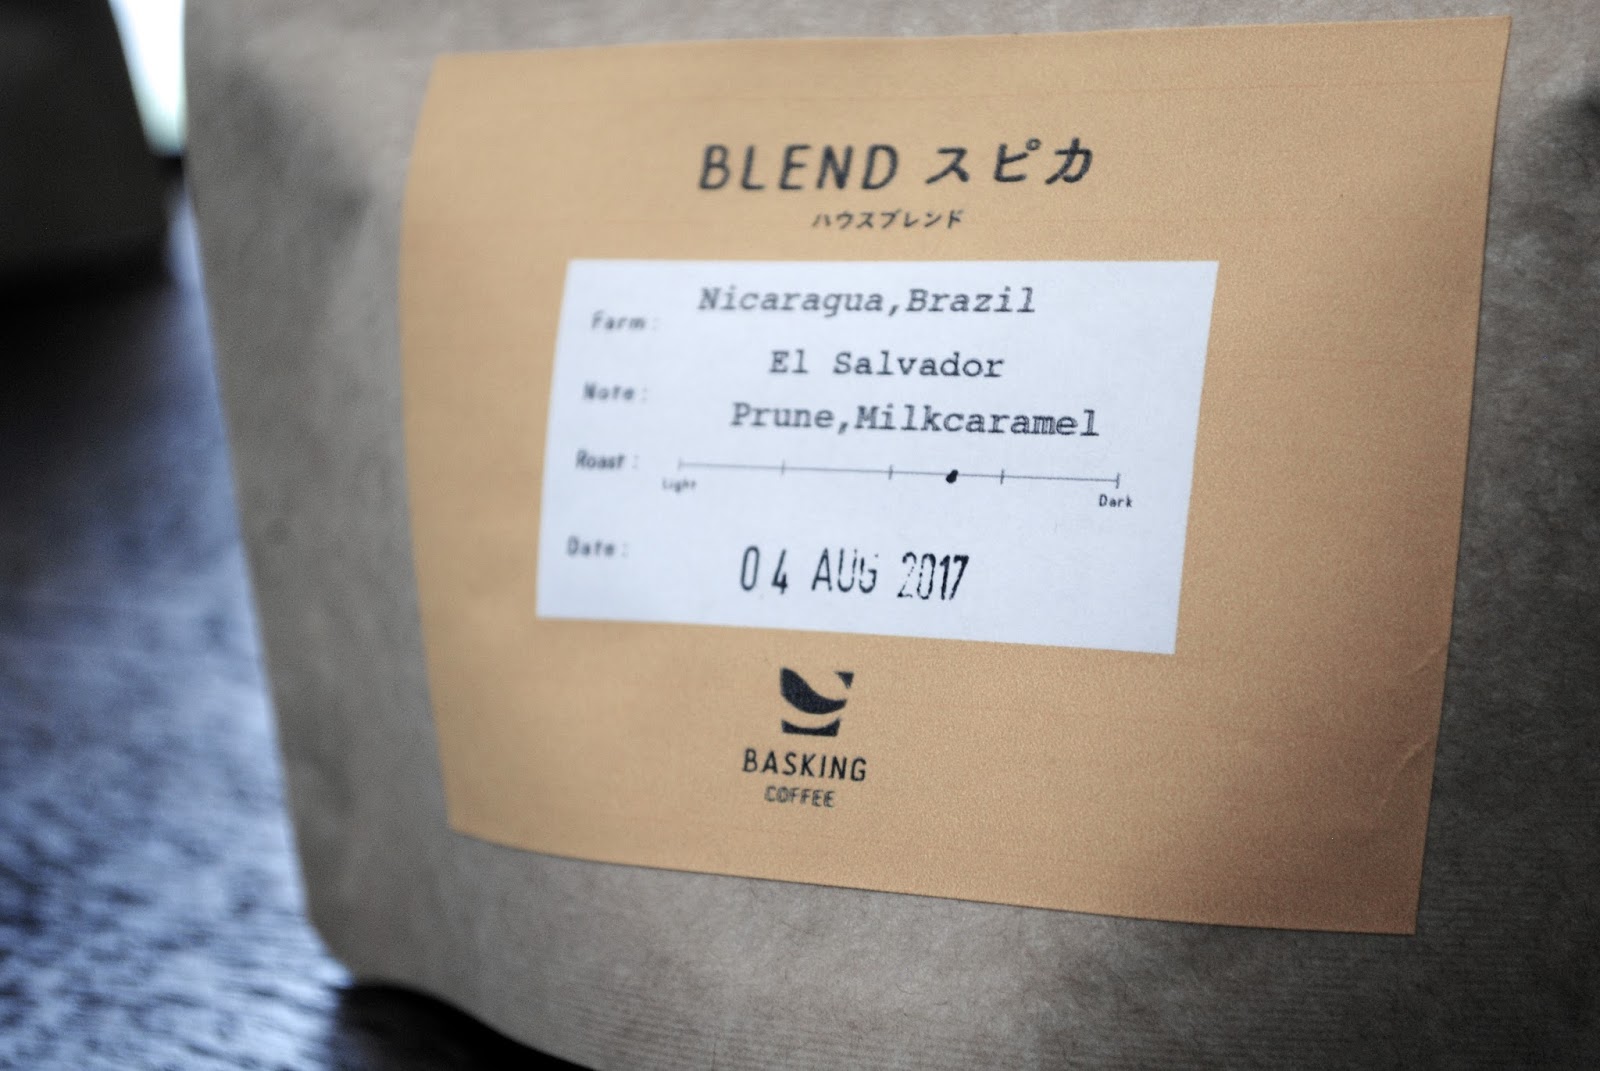 BLEND スピカ
ハウスブレンド
Farm: Nicaragua,Brazil
El Salvador
Note: Prune,Milkcaramel
Roast:
Light Dark
Date: 04 AUG 2017
BASKING
COFFEE